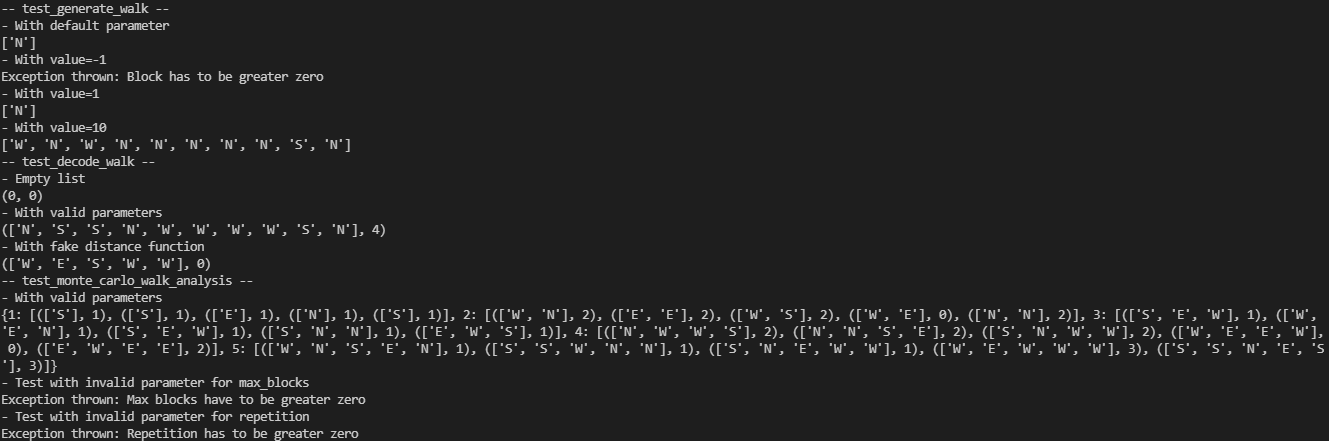 -- test_generate_walk --
- With default parameter
['N']
- With value=-1
Exception thrown: Block has to be greater zero
- With value=1
['N']
- With value=10
['W', 'N', 'W', 'N', 'N', 'N', 'N', 'N', 'S', 'N']
-- test_decode_walk --
- Empty list
(0, 0)
- With valid parameters
(['N', 'S', 'S', 'N', 'W', 'W', 'W', 'W', 'S', 'N'], 4)
- With fake distance function
(['W', 'E', 'S', 'W', 'W'], 0)
-- test_monte_carlo_walk_analysis --
- With valid parameters
{1: [(['S'], 1), (['S'], 1), (['E'], 1), (['N'], 1), (['S'], 1)], 2: [(['W', 'N'], 2), (['E', 'E'], 2), (['W', 'S'], 2), (['W', 'E'], 0), (['N', 'N'], 2)], 3: [(['S', 'E', 'W'], 1), (['W',
'E', 'N'], 1), (['S', 'E', 'W'], 1), (['S', 'N', 'N'], 1), (['E', 'W', 'S'], 1)], 4: [(['N', 'W', 'W', 'S'], 2), (['N', 'N', 'S', 'E'], 2), (['S', 'N', 'W', 'W'], 2), (['W', 'E', 'E', 'W'],
0), (['E', 'W', 'E', 'E'], 2)], 5: [(['W', 'N', 'S', 'E', 'N'], 1), (['S', 'S', 'W', 'N', 'N'], 1), (['S', 'N', 'E', 'W', 'W'], 1), (['W', 'E', 'W', 'W', 'W'], 3), (['S', 'S', 'N', 'E', 'S
'], 3)]}
- Test with invalid parameter for max_blocks
Exception thrown: Max blocks have to be greater zero
- Test with invalid parameter for repetition
Exception thrown: Repetition has to be greater zero